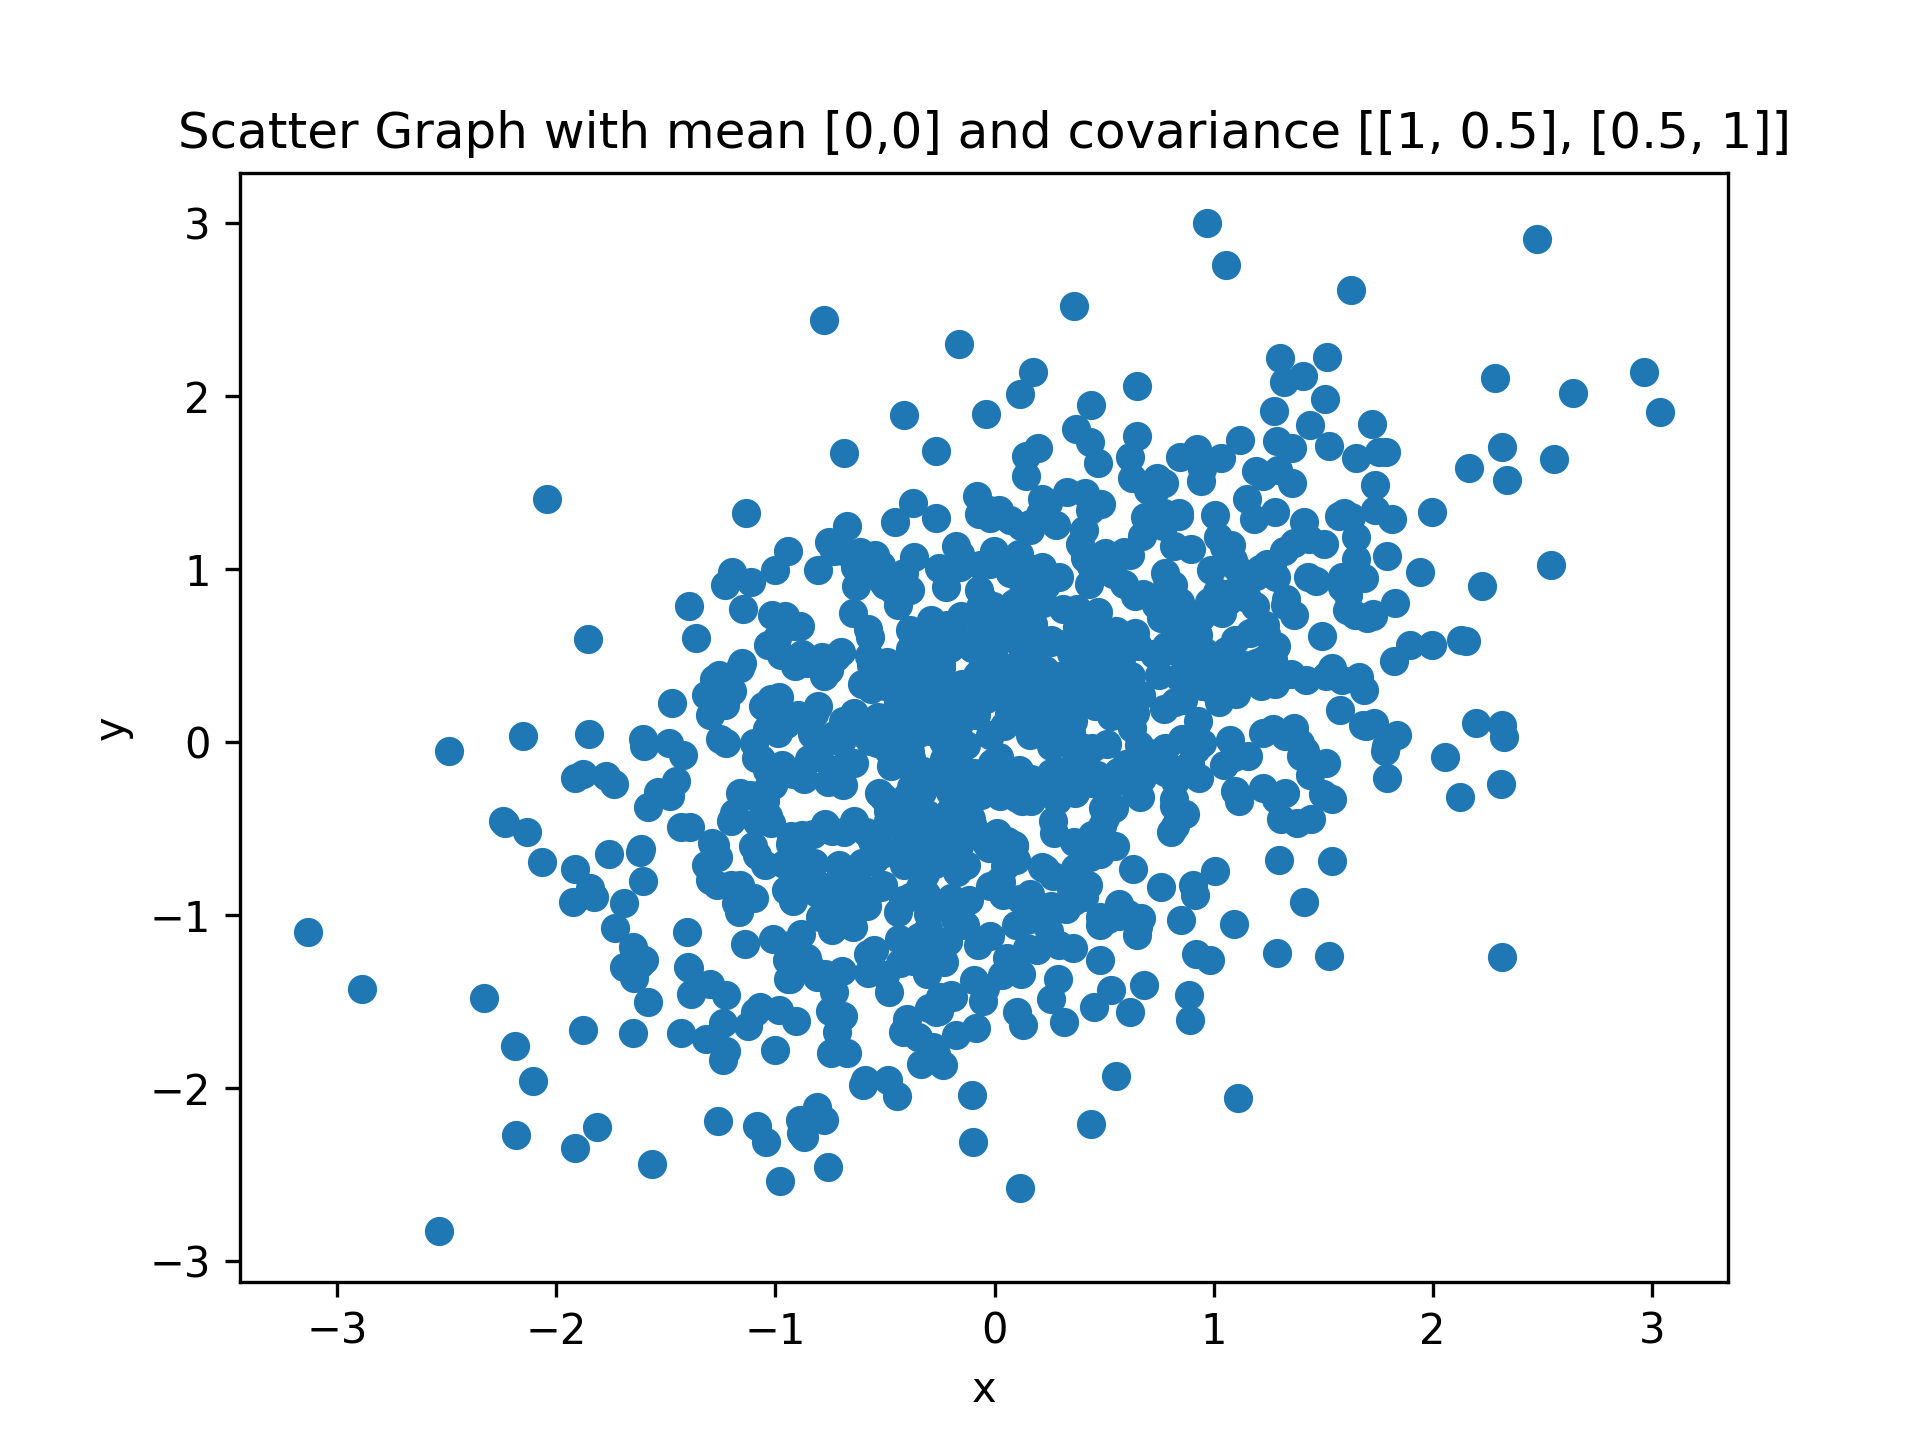 Scatter Graph with mean [0,0] and covariance [[1, 0.5], [0.5, 1]]
3
2
1
0
−1
−2
−3
y
−3 −2 −1 0 1 2 3
x